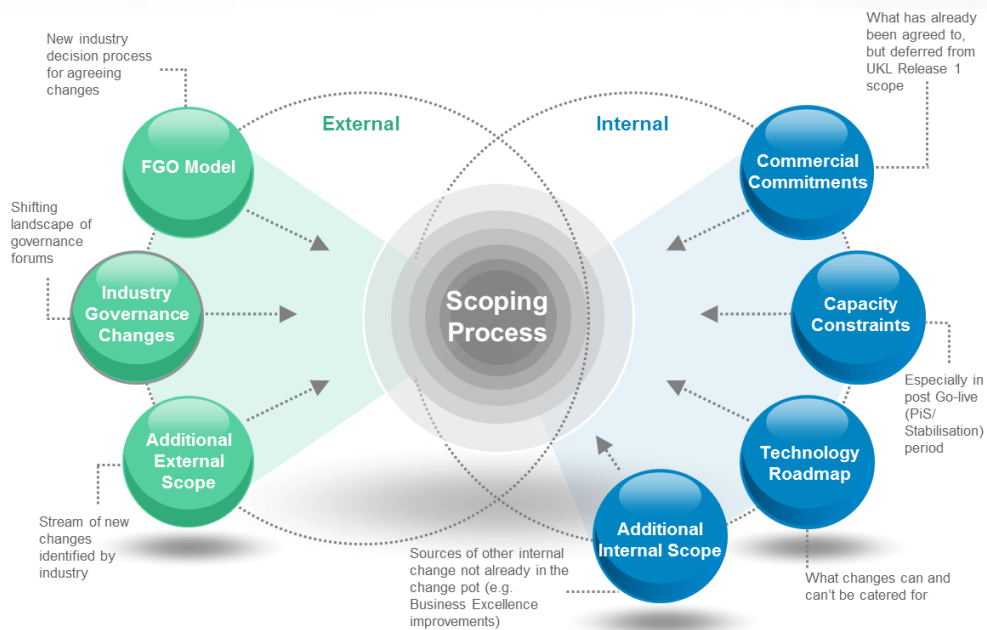 New industry
decision process
for agreeing
changes
What has already
been agreed to,
but deferred from
UKL Release 1
scope
External
Internal
FGO Model
Commercial
Commitments
Shifting
landscape of
governance
forums
Industry
Governance
Changes
Scoping
Process
Capacity
Constraints
Especially in
post Go-live
(PiS/
Stabilisation)
period
Additional
External
Scope
Technology
Roadmap
Stream of new
changes
identified by
industry
Additional
Internal Scope
Sources of other internal
change not already in the
change pot (e.g.
Business Excellence
improvements)
What changes can and
can't be catered for